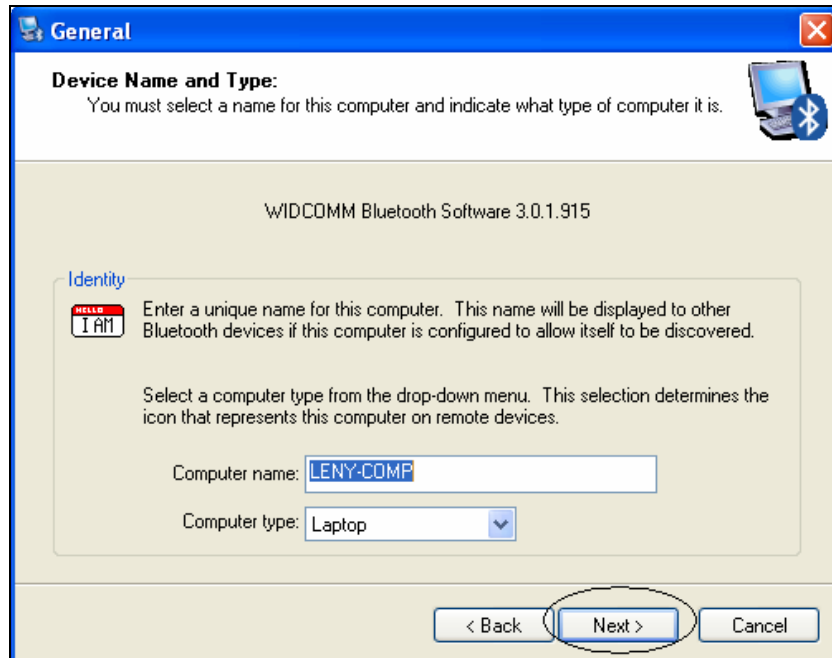 General
Device Name and Type:
You must select a name for this computer and indicate what type of computer it is.
WIDCOMM Bluetooth Software 3.0.1.915
Identity
HELLO
I AM
Enter a unique name for this computer.  This name will be displayed to other
Bluetooth devices if this computer is configured to allow itself to be discovered.
Select a computer type from the drop-down menu.  This selection determines the
icon that represents this computer on remote devices.
Computer name: LENY-COMP
Computer type: Laptop
< Back Next > Cancel